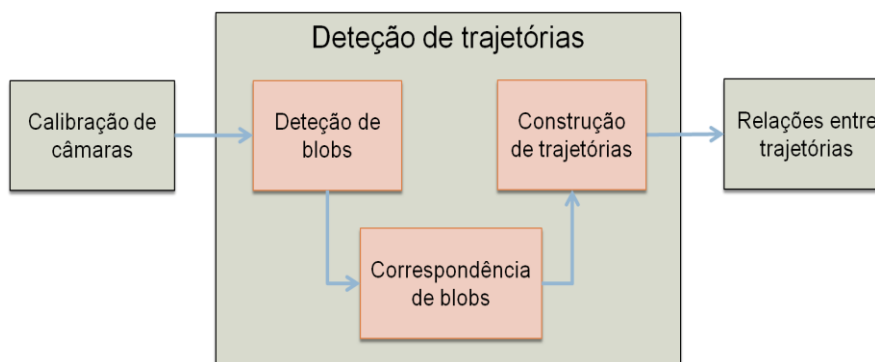 Deteção de trajetórias
Calibração de
câmaras
Deteção de
blobs
Correspondência
de blobs
Construção
de trajetórias
Relações entre
trajetórias